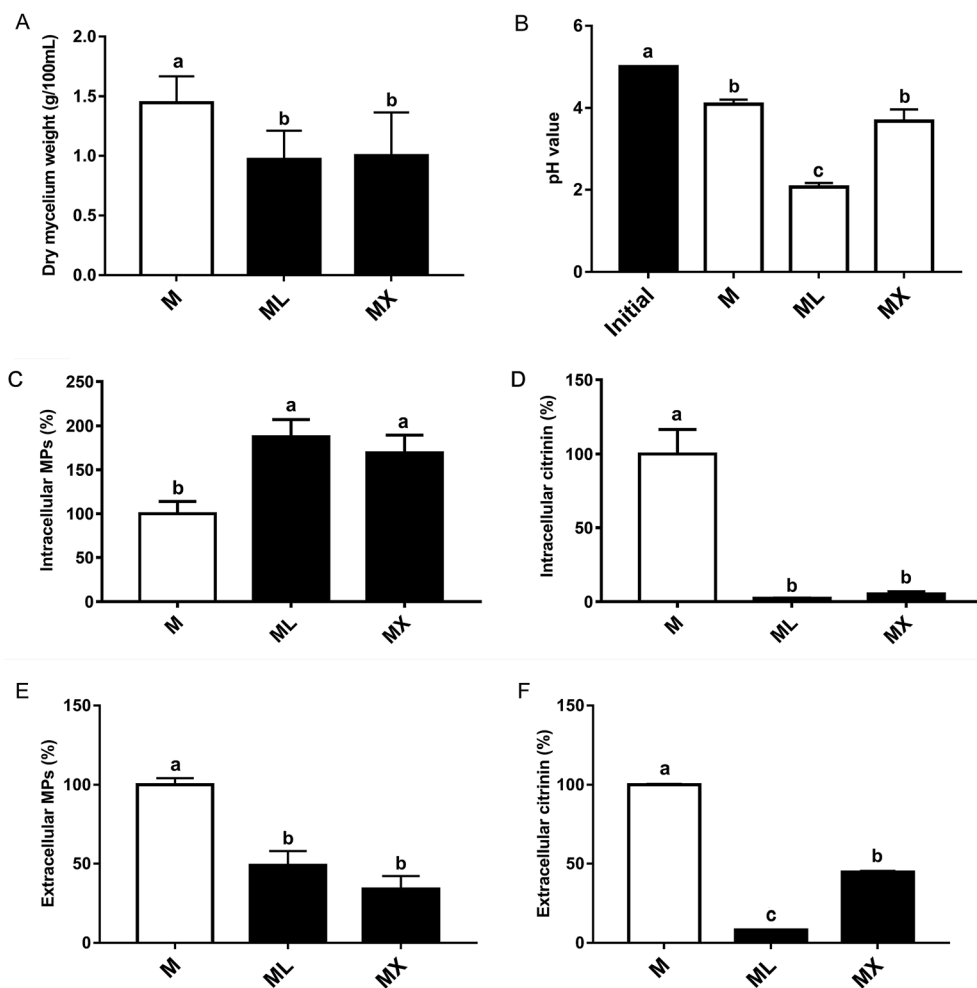 A
Dry mycelium weight (g/100mL)
2.0
1.5
1.0
0.5
0.0
a
b
b
M
ML
MX
B
pH value
6
4
2
0
a
b
c
b
Initial
M
ML
MX
C
Intracellular MPs (%)
250
200
150
100
50
0
b
a
a
M
ML
MX
D
Intracellular citrinin (%)
150
100
50
0
a
b
b
M
ML
MX
E
Extracellular MPs (%)
150
100
50
0
a
b
b
M
ML
MX
F
Extracellular citrinin (%)
150
100
50
0
a
c
b
M
ML
MX